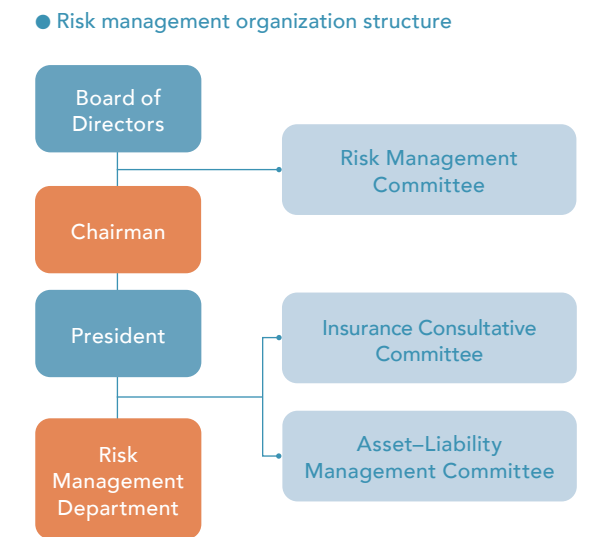 ● Risk management organization structure
Board of
Directors
Risk Management
Committee
Chairman
President
Insurance Consultative
Committee
Asset–Liability
Management Committee
Risk
Management
Department